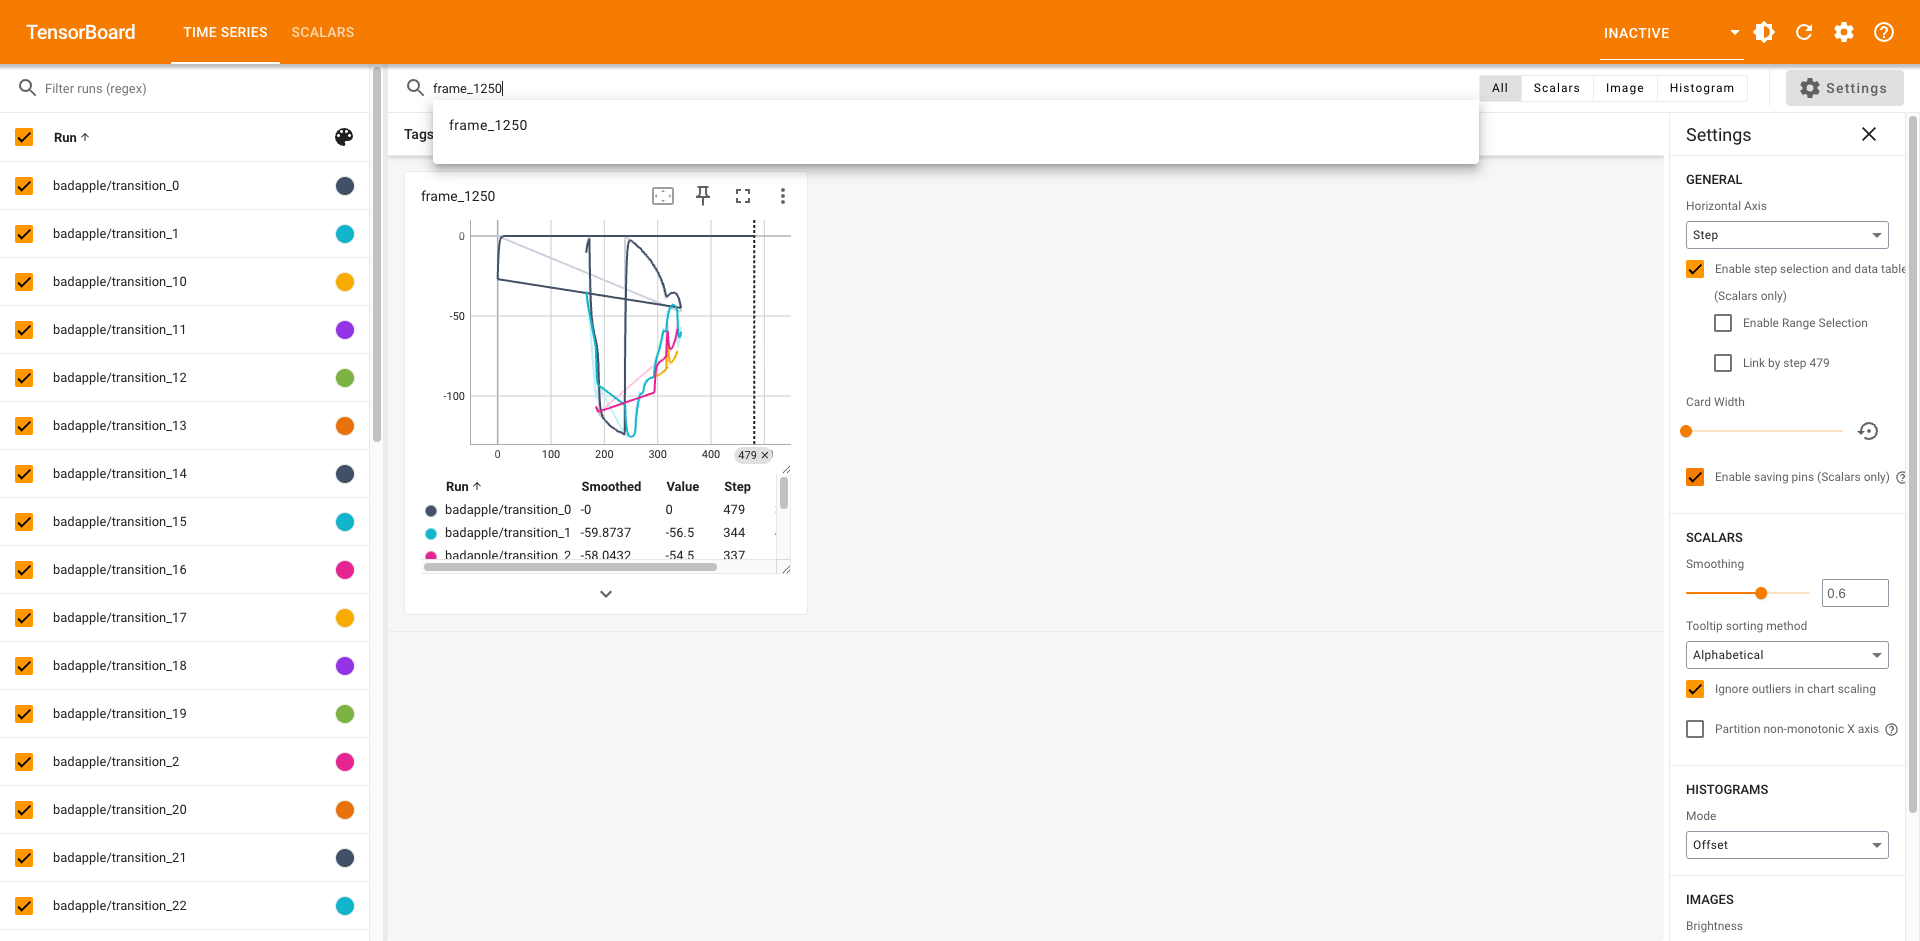 TensorBoard
TIME SERIES
SCALARS
INACTIVE
Filter runs (regex)
Run
badapple/transition_0
badapple/transition_1
badapple/transition_10
badapple/transition_11
badapple/transition_12
badapple/transition_13
badapple/transition_14
badapple/transition_15
badapple/transition_16
badapple/transition_17
badapple/transition_18
badapple/transition_19
badapple/transition_2
badapple/transition_20
badapple/transition_21
badapple/transition_22
frame_1250
All Scalars Image Histogram
Settings
frame_1250
Tags
frame_1250
0
-50
-100
0 100 200 300 400
479
Run Smoothed Value Step
badapple/transition_0 -0 0 479
badapple/transition_1 -59.8737 -56.5 344
badapple/transition_2 -58.0432 -54.5 337
Settings
GENERAL
Horizontal Axis
Step
Enable step selection and data table
(Scalars only)
Enable Range Selection
Link by step 479
Card Width
Enable saving pins (Scalars only)
SCALARS
Smoothing
0.6
Tooltip sorting method
Alphabetical
Ignore outliers in chart scaling
Partition non-monotonic X axis
HISTOGRAMS
Mode
Offset
IMAGES
Brightness